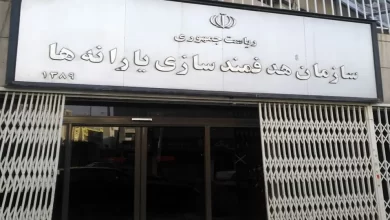 ریاست جمهوری
سازمان هدفمندسازی یارانه ها
۱۳۸۹